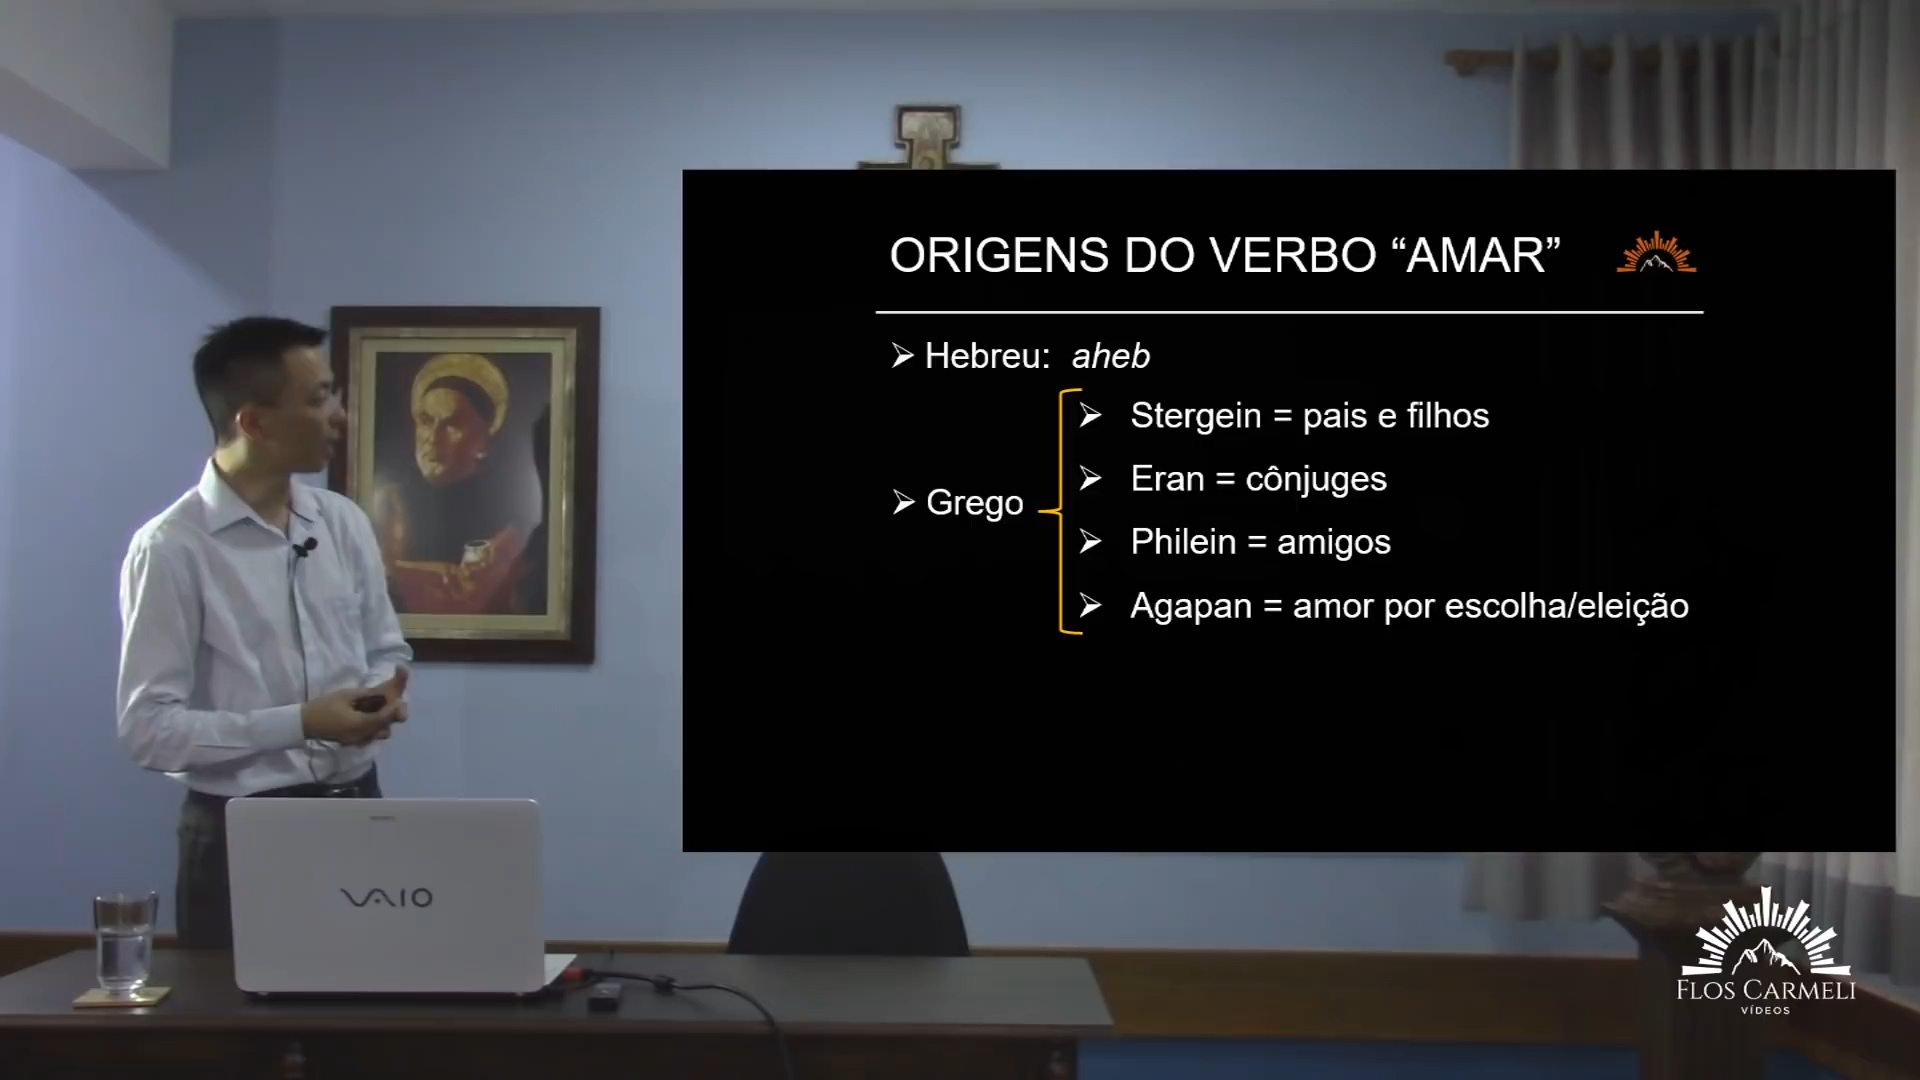 ORIGENS DO VERBO “AMAR”
➢ Hebreu: aheb
➢ Grego
➢ Stergein = pais e filhos
➢ Eran = cônjuges
➢ Philein = amigos
➢ Agapan = amor por escolha/eleição
VAIO
FLOS CARMELI
VÍDEOS